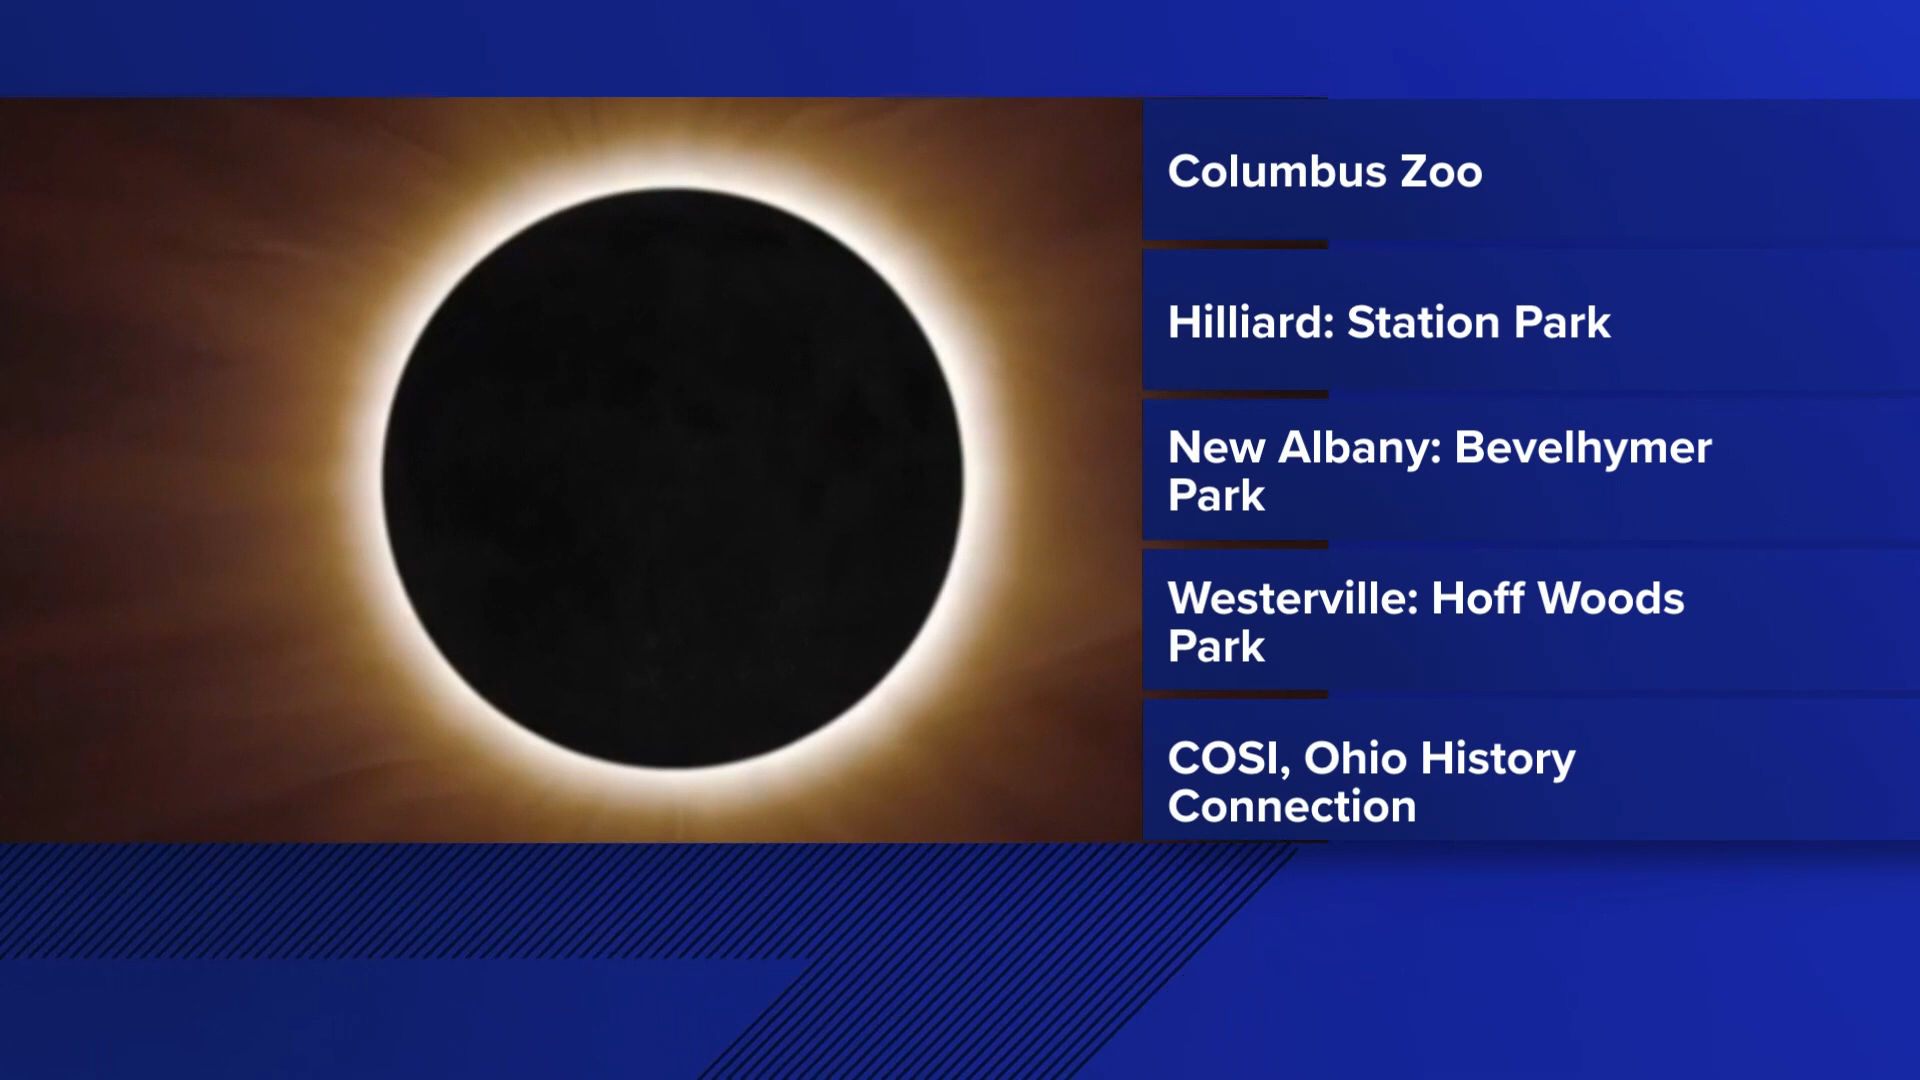 Columbus Zoo
Hilliard: Station Park
New Albany: Bevelhymer
Park
Westerville: Hoff Woods
Park
COSI, Ohio History
Connection